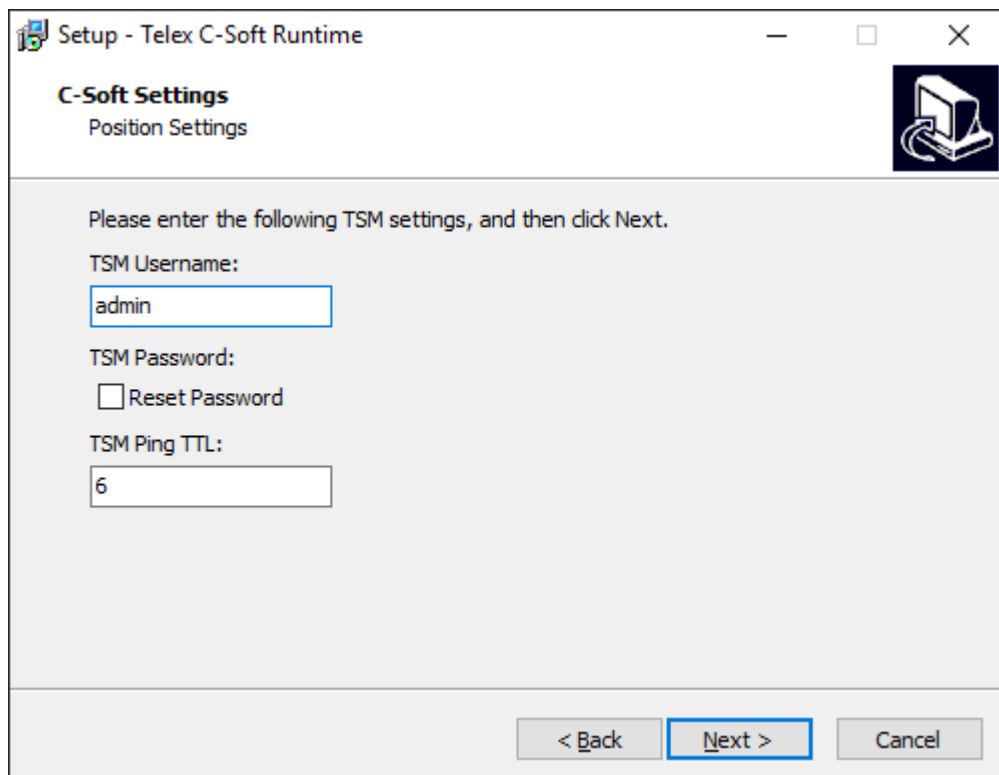 Setup - Telex C-Soft Runtime
C-Soft Settings
Position Settings
Please enter the following TSM settings, and then click Next.
TSM Username:
admin
TSM Password:
Reset Password
TSM Ping TTL:
6
< Back
Next >
Cancel